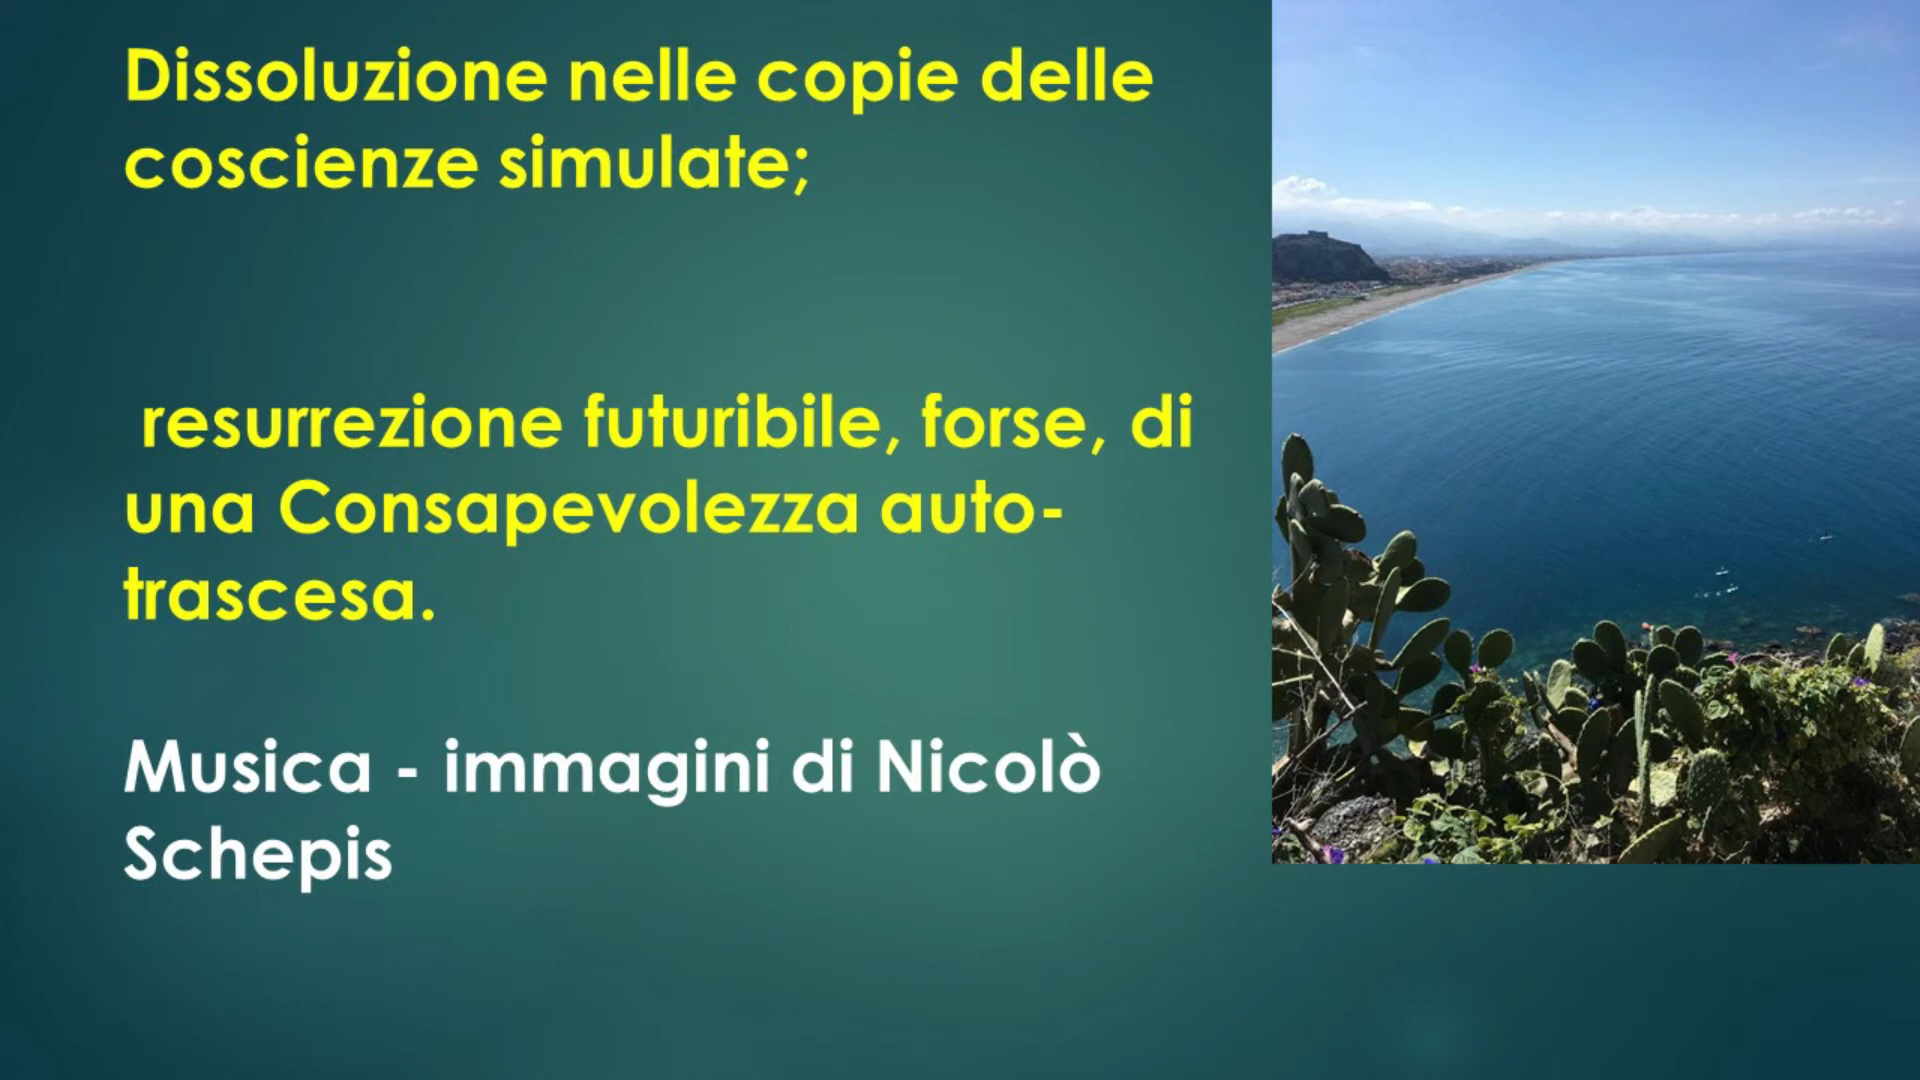 Dissoluzione nelle copie delle
coscienze simulate;
resurrezione futuribile, forse, di
una Consapevolezza auto-
trascesa.
Musica - immagini di Nicolò
Schepis